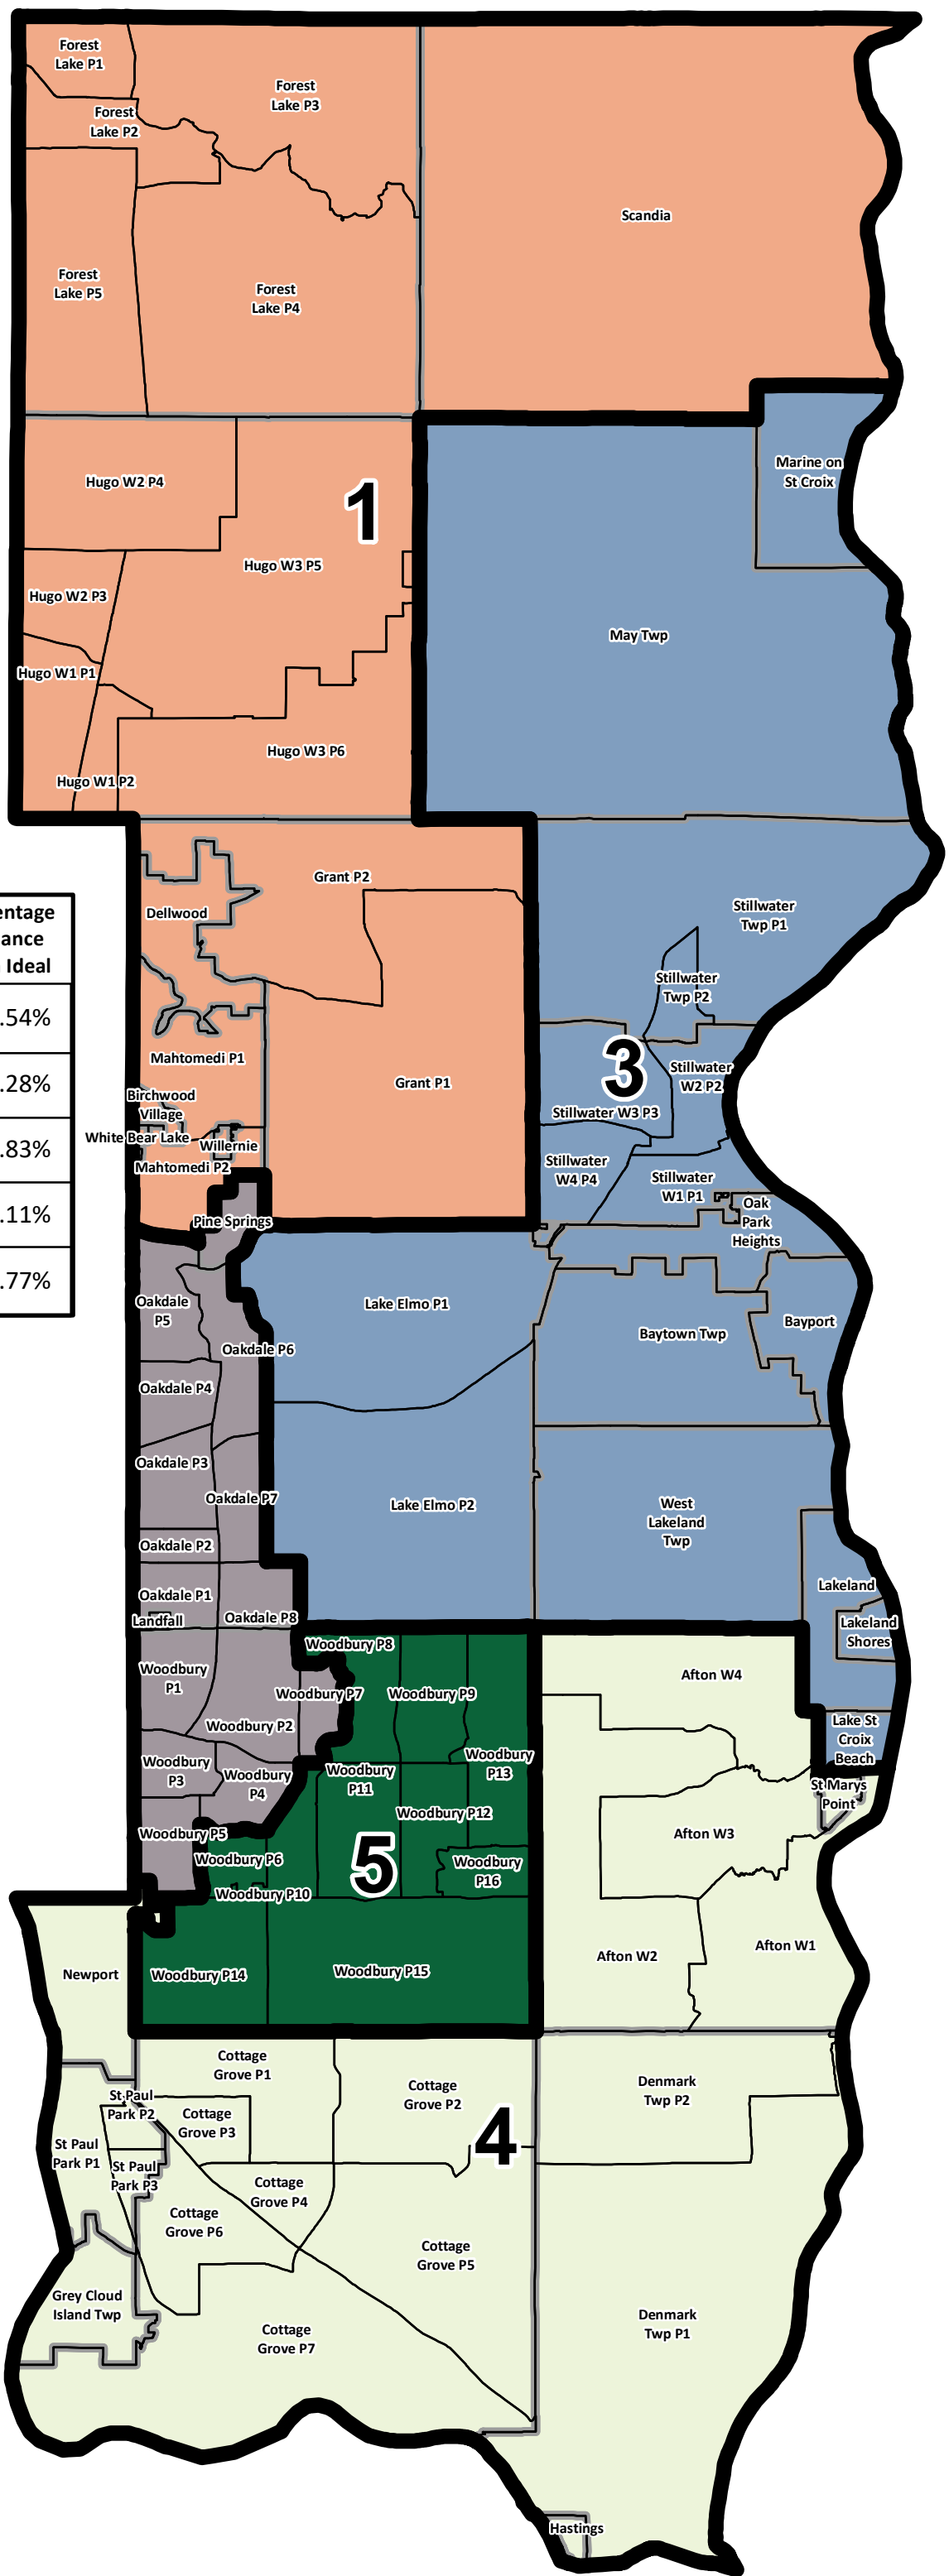 Forest
Lake P1
Forest
Lake P3
Forest
Lake P2
Scandia
Forest
Lake P5
Forest
Lake P4
Marine on
St Croix
Hugo W2 P4
1
Hugo W3 P5
Hugo W2 P3
May Twp
Hugo W1 P1
Hugo W3 P6
Hugo W1 P2
Grant P2
Dellwood
Stillwater
Twp P1
entage
ance
Ideal
.54%
.28%
.83%
.11%
.77%
Stillwater
Twp P2
Mahtomedi P1
3
Stillwater
W2 P2
Grant P1
Birchwood
Village
Stillwater W3 P3
White Bear Lake
Willernie
Mahtomedi P2
Stillwater
W4 P4
Stillwater
W1 P1
Oak
Park
Heights
Pine Springs
Oakdale
P5
Lake Elmo P1
Bayport
Baytown Twp
Oakdale P6
Oakdale P4
Oakdale P3
Oakdale P7
Lake Elmo P2
West
Lakeland
Twp
Oakdale P2
Oakdale P1
Landfall
Oakdale P8
Lakeland
Lakeland
Shores
Woodbury P8
Woodbury
P1
Afton W4
Woodbury P7
Woodbury P9
Woodbury P2
Lake St
Croix
Beach
Woodbury
P3
Woodbury
P4
Woodbury
P11
Woodbury
P13
St Marys
Point
Woodbury P12
Woodbury P5
Afton W3
Woodbury P6
5
Woodbury
P16
Woodbury P10
Afton W1
Afton W2
Newport
Woodbury P14
Woodbury P15
Cottage
Grove P1
Cottage
Grove P2
Denmark
Twp P2
St Paul
Park P2
Cottage
Grove P3
4
St Paul
Park P1
St Paul
Park P3
Cottage
Grove P4
Cottage
Grove P6
Cottage
Grove P5
Grey Cloud
Island Twp
Denmark
Twp P1
Cottage
Grove P7
Hastings